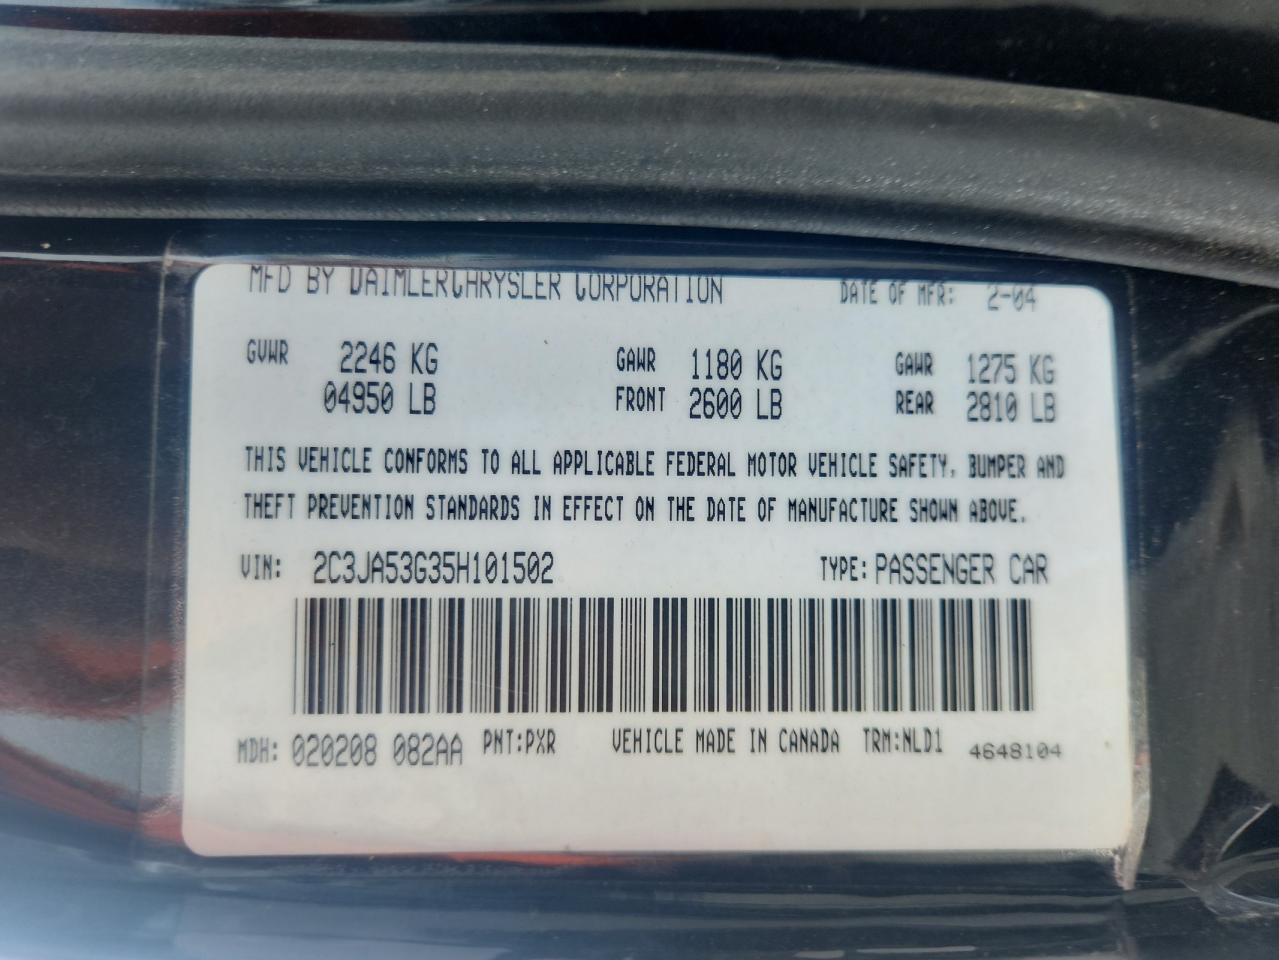 MFD BY DAIMLERCHRYSLER CORPORATION DATE OF MFR: 2-04
GVWR 2246 KG GAWR 1180 KG GAWR 1275 KG
04950 LB FRONT 2600 LB REAR 2810 LB
THIS VEHICLE CONFORMS TO ALL APPLICABLE FEDERAL MOTOR VEHICLE SAFETY, BUMPER AND
THEFT PREVENTION STANDARDS IN EFFECT ON THE DATE OF MANUFACTURE SHOWN ABOVE.
VIN: 2C3JA53G35H101502 TYPE: PASSENGER CAR
MDH: 020208 082AA PNT:PXR VEHICLE MADE IN CANADA TRM:NLD1 4648104